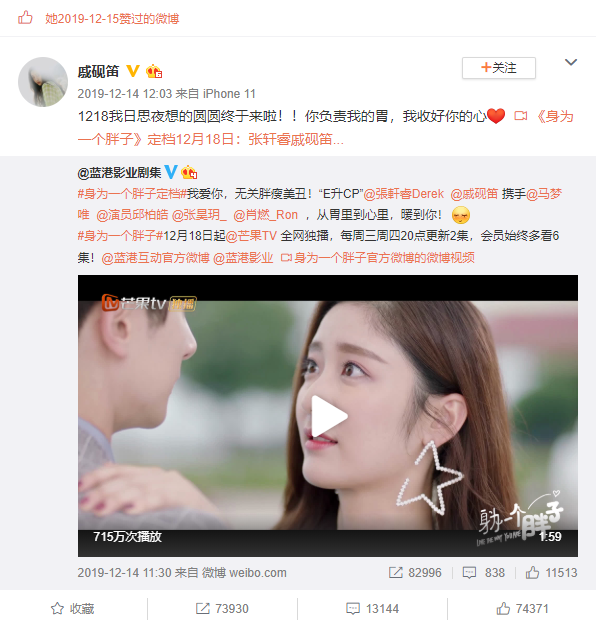 她2019-12-15赞过的微博
戚砚笛
+关注
2019-12-14 12:03 来自 iPhone 11
1218我日思夜想的圆圆终于来啦！！你负责我的胃，我收好你的心❤️ 《身为
一个胖子》定档12月18日：张轩睿戚砚笛...
@蓝港影业剧集
#身为一个胖子定档#我爱你，无关胖瘦美丑！“E升CP”@張軒睿Derek @戚砚笛 携手@马梦
唯 @演员邱柏皓 @张昊玥_ @肖燃_Ron ，从胃里到心里，暖到你！
#身为一个胖子#12月18日起@芒果TV 全网独播，每周三周四20点更新2集，会员始终多看6
集！@蓝港互动官方微博 @蓝港影业 身为一个胖子官方微博的微博视频
芒果tv 独播
身为一个胖子
715万次播放
1:59
2019-12-14 11:30 来自 微博 weibo.com
82996
838
11513
收藏
73930
13144
74371